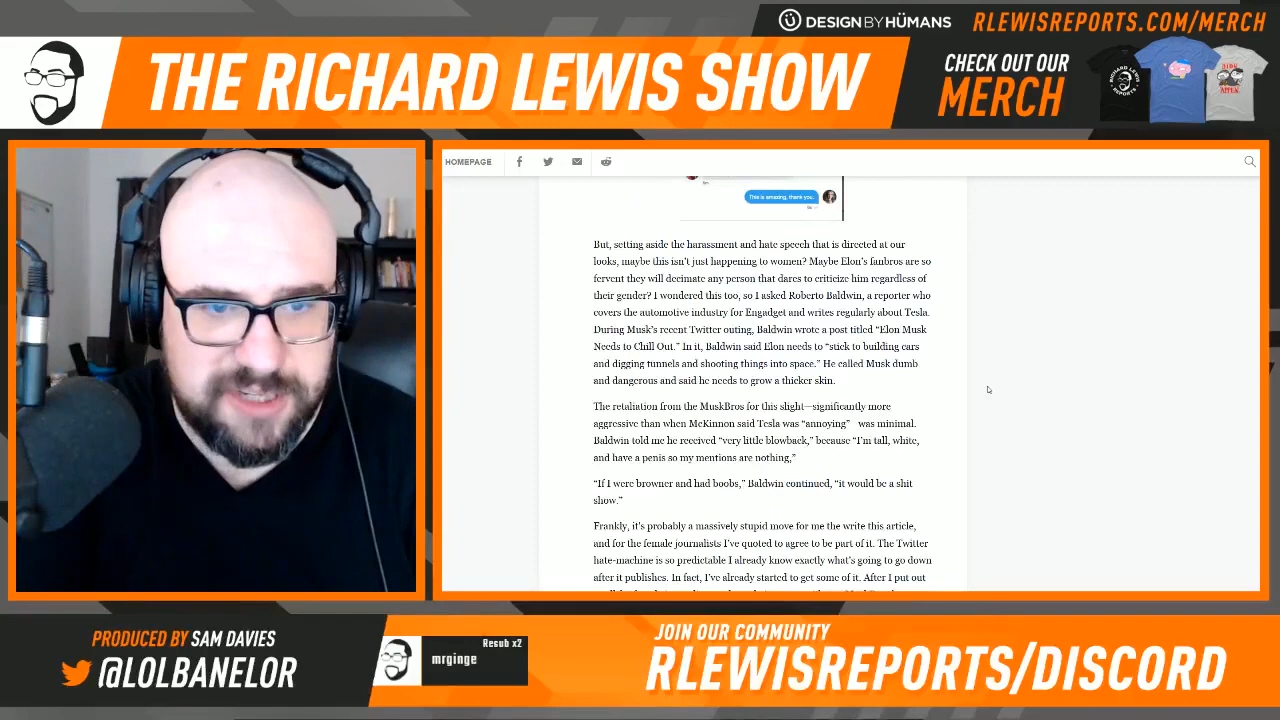 DESIGN BY HÜMANS
RLEWISREPORTS.COM/MERCH
THE RICHARD LEWIS SHOW
CHECK OUT OUR
MERCH
HOMEPAGE
This is amazing, thank you.
But, setting aside the harassment and hate speech that is directed at our
looks, maybe this isn't just happening to women? Maybe Elon's fanbros are so
fervent they will decimate any person that dares to criticize him regardless of
their gender? I wondered this too, so I asked Roberto Baldwin, a reporter who
covers the automotive industry for Engadget and writes regularly about Tesla.
During Musk's recent Twitter outing, Baldwin wrote a post titled "Elon Musk
Needs to Chill Out." In it, Baldwin said Elon needs to "stick to building cars
and digging tunnels and shooting things into space." He called Musk dumb
and dangerous and said he needs to grow a thicker skin.
The retaliation from the MuskBros for this slight—significantly more
aggressive than when McKinnon said Tesla was "annoying" was minimal.
Baldwin told me he received "very little blowback," because "I'm tall, white,
and have a penis so my mentions are nothing,"
"If I were browner and had boobs," Baldwin continued, "it would be a shit
show."
Frankly, it's probably a massively stupid move for me the write this article,
and for the female journalists I've quoted to agree to be part of it. The Twitter
hate-machine is so predictable I already know exactly what's going to go down
after it publishes. In fact, I've already started to get some of it. After I put out
PRODUCED BY SAM DAVIES
@LOLBANELOR
Resub x2
mrginge
JOIN OUR COMMUNITY
RLEWISREPORTS/DISCORD